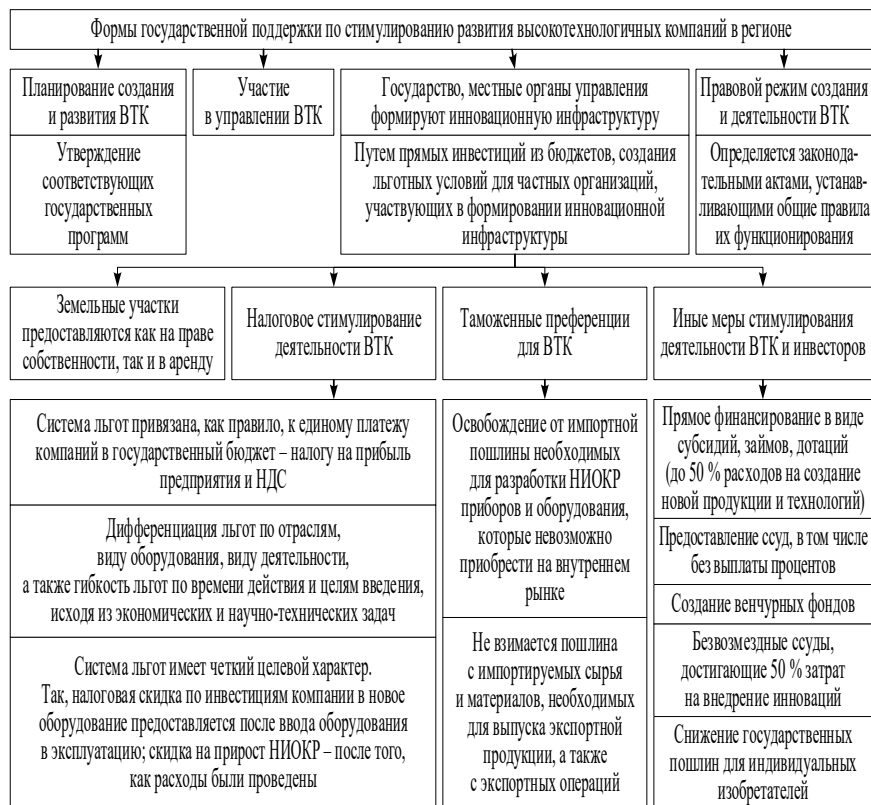 Формы государственной поддержки по стимулированию развития высокотехнологичных компаний в регионе
Планирование создания
и развития ВТК
Утверждение
соответствующих
государственных
программ
Участие
в управлении ВТК
Государство, местные органы управления
формируют инновационную инфраструктуру
Путем прямых инвестиций из бюджетов, создания
льготных условий для частных организаций,
участвующих в формировании инновационной
инфраструктуры
Правовой режим создания
и деятельности ВТК
Определяется законода-
тельными актами, устанав-
ливающими общие правила
их функционирования
Земельные участки
предоставляются как на праве
собственности, так и в аренду
Налоговое стимулирование
деятельности ВТК
Таможенные преференции
для ВТК
Иные меры стимулирования
деятельности ВТК и инвесторов
Система льгот привязана, как правило, к единому платежу
компаний в государственный бюджет – налогу на прибыль
предприятия и НДС
Дифференциация льгот по отраслям,
виду оборудования, виду деятельности,
а также гибкость льгот по времени действия и целям введения,
исходя из экономических и научно-технических задач
Система льгот имеет четкий целевой характер.
Так, налоговая скидка по инвестициям компании в новое
оборудование предоставляется после ввода оборудования
в эксплуатацию; скидка на прирост НИОКР – после того,
как расходы были проведены
Освобождение от импортной
пошлины необходимых
для разработки НИОКР
приборов и оборудования,
которые невозможно
приобрести на внутреннем
рынке
Не взимается пошлина
с импортируемых сырья
и материалов, необходимых
для выпуска экспортной
продукции, а также
с экспортных операций
Прямое финансирование в виде
субсидий, займов, дотаций
(до 50 % расходов на создание
новой продукции и технологий)
Предоставление ссуд, в том числе
без выплаты процентов
Создание венчурных фондов
Безвозмездные ссуды,
достигающие 50 % затрат
на внедрение инноваций
Снижение государственных
пошлин для индивидуальных
изобретателей